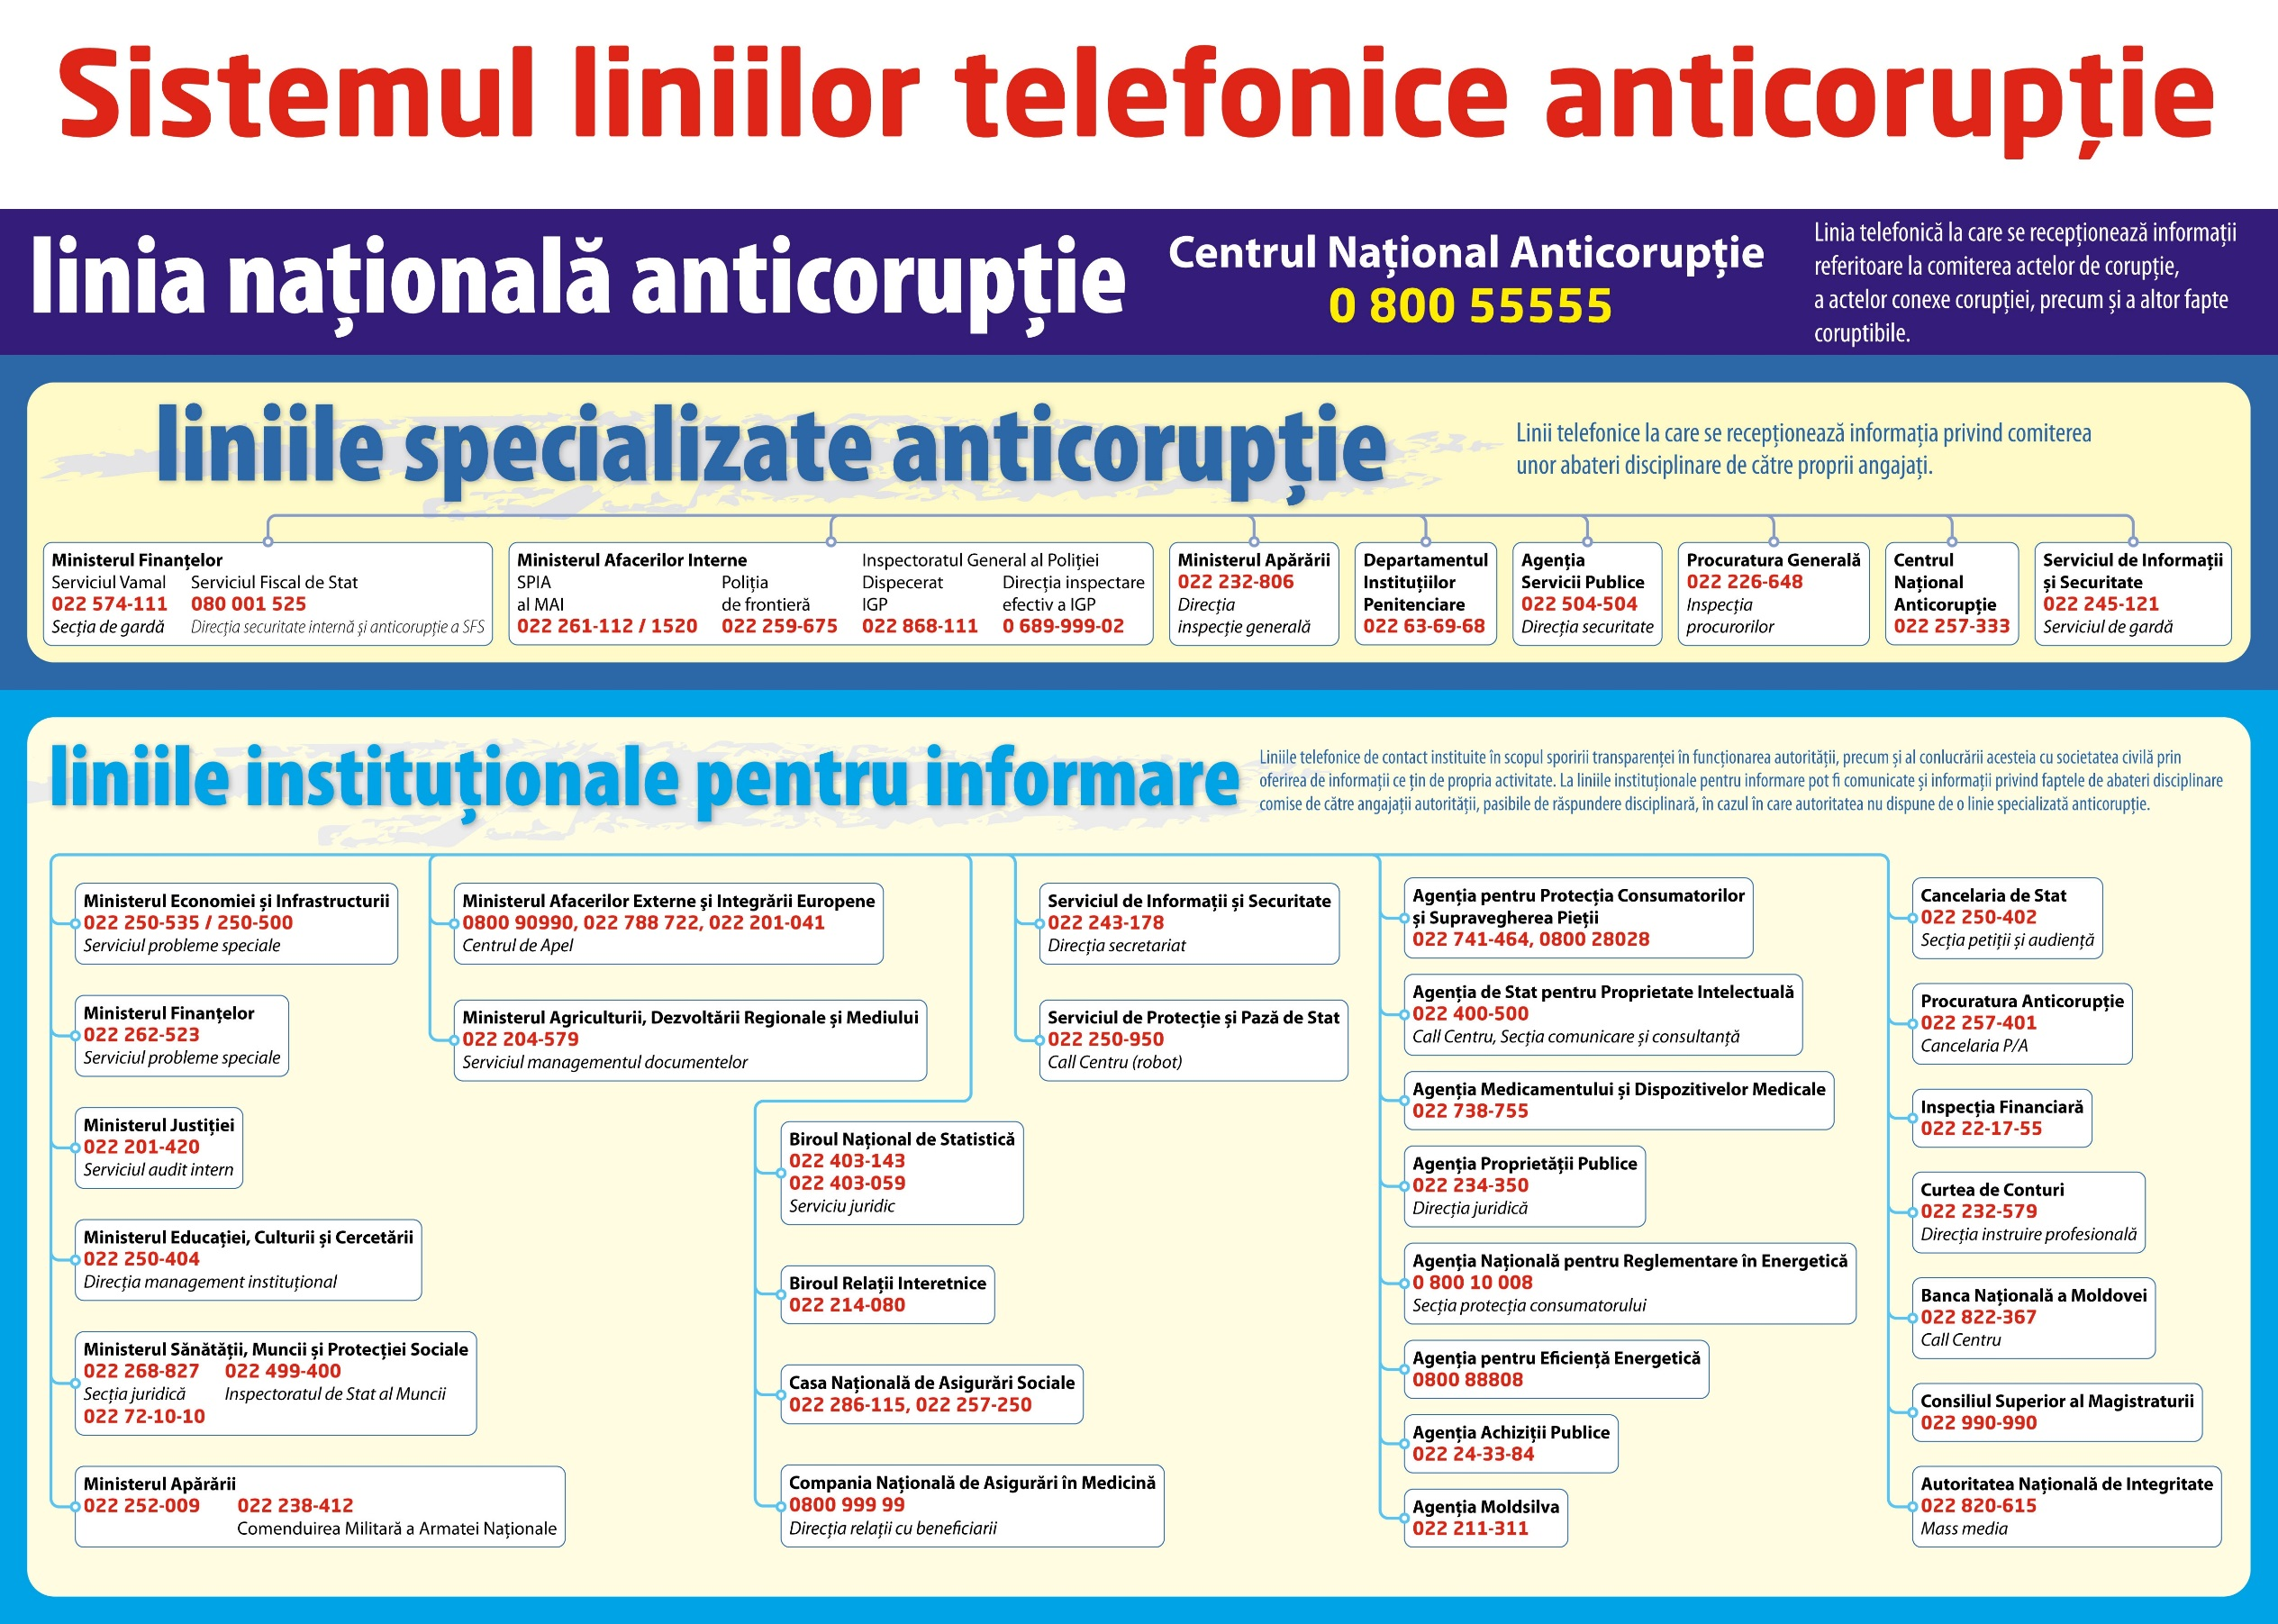 Sistemul liniilor telefonice anticorupție
linia națională anticorupție
Centrul Național Anticorupție
0 800 55555
Linia telefonică la care se recepționează informații
referitoare la comiterea actelor de corupție,
a actelor conexe corupției, precum și a altor fapte
coruptibile.
liniile specializate anticorupție
Linii telefonice la care se recepționează informația privind comiterea
unor abateri disciplinare de către proprii angajați.
Ministerul Finanțelor
Serviciul Vamal
022 574-111
Secția de gardă
Serviciul Fiscal de Stat
080 001 525
Direcția securitate internă și anticorupție a SFS
Ministerul Afacerilor Interne
SPIA
al MAI
022 261-112 / 1520
Poliția
de frontieră
022 259-675
Inspectoratul General al Poliției
Dispecerat
IGP
022 868-111
Direcția inspectare
efectiv a IGP
0 689-999-02
Ministerul Apărării
022 232-806
Direcția
inspecție generală
Departamentul
Instituțiilor
Penitenciare
022 63-69-68
Agenția
Servicii Publice
022 504-504
Direcția securitate
Procuratura Generală
022 226-648
Inspecția
procurorilor
Centrul
Național
Anticorupție
022 257-333
Serviciul de Informații
și Securitate
022 245-121
Serviciul de gardă
liniile instituționale pentru informare
Liniile telefonice de contact instituite în scopul sporirii transparenței în funcționarea autorității, precum și al conlucrării acesteia cu societatea civilă prin
oferirea de informații ce țin de propria activitate. La liniile instituționale pentru informare pot fi comunicate și informații privind faptele de abateri disciplinare
comise de către angajații autorității, pasibile de răspundere disciplinară, în cazul în care autoritatea nu dispune de o linie specializată anticorupție.
Ministerul Economiei și Infrastructurii
022 250-535 / 250-500
Serviciul probleme speciale
Ministerul Finanțelor
022 262-523
Serviciul probleme speciale
Ministerul Justiției
022 201-420
Serviciul audit intern
Ministerul Educației, Culturii și Cercetării
022 250-404
Direcția management instituțional
Ministerul Sănătății, Muncii și Protecției Sociale
022 268-827 022 499-400
Secția juridică Inspectoratul de Stat al Muncii
022 72-10-10
Ministerul Apărării
022 252-009 022 238-412
Comenduirea Militară a Armatei Naționale
Ministerul Afacerilor Externe şi Integrării Europene
0800 90990, 022 788 722, 022 201-041
Centrul de Apel
Ministerul Agriculturii, Dezvoltării Regionale și Mediului
022 204-579
Serviciul managementul documentelor
Biroul Național de Statistică
022 403-143
022 403-059
Serviciu juridic
Biroul Relații Interetnice
022 214-080
Casa Națională de Asigurări Sociale
022 286-115, 022 257-250
Compania Națională de Asigurări în Medicină
0800 999 99
Direcția relații cu beneficiarii
Serviciul de Informații și Securitate
022 243-178
Direcția secretariat
Serviciul de Protecție și Pază de Stat
022 250-950
Call Centru (robot)
Agenția pentru Protecția Consumatorilor
și Supravegherea Pieții
022 741-464, 0800 28028
Agenția de Stat pentru Proprietate Intelectuală
022 400-500
Call Centru, Secția comunicare și consultanță
Agenția Medicamentului și Dispozitivelor Medicale
022 738-755
Agenția Proprietății Publice
022 234-350
Direcția juridică
Agenția Națională pentru Reglementare în Energetică
0 800 10 008
Secția protecția consumatorului
Agenția pentru Eficiență Energetică
0800 88808
Agenția Achiziții Publice
022 24-33-84
Agenția Moldsilva
022 211-311
Cancelaria de Stat
022 250-402
Secția petiții și audiență
Procuratura Anticorupție
022 257-401
Cancelaria P/A
Inspecția Financiară
022 22-17-55
Curtea de Conturi
022 232-579
Direcția instruire profesională
Banca Națională a Moldovei
022 822-367
Call Centru
Consiliul Superior al Magistraturii
022 990-990
Autoritatea Națională de Integritate
022 820-615
Mass media